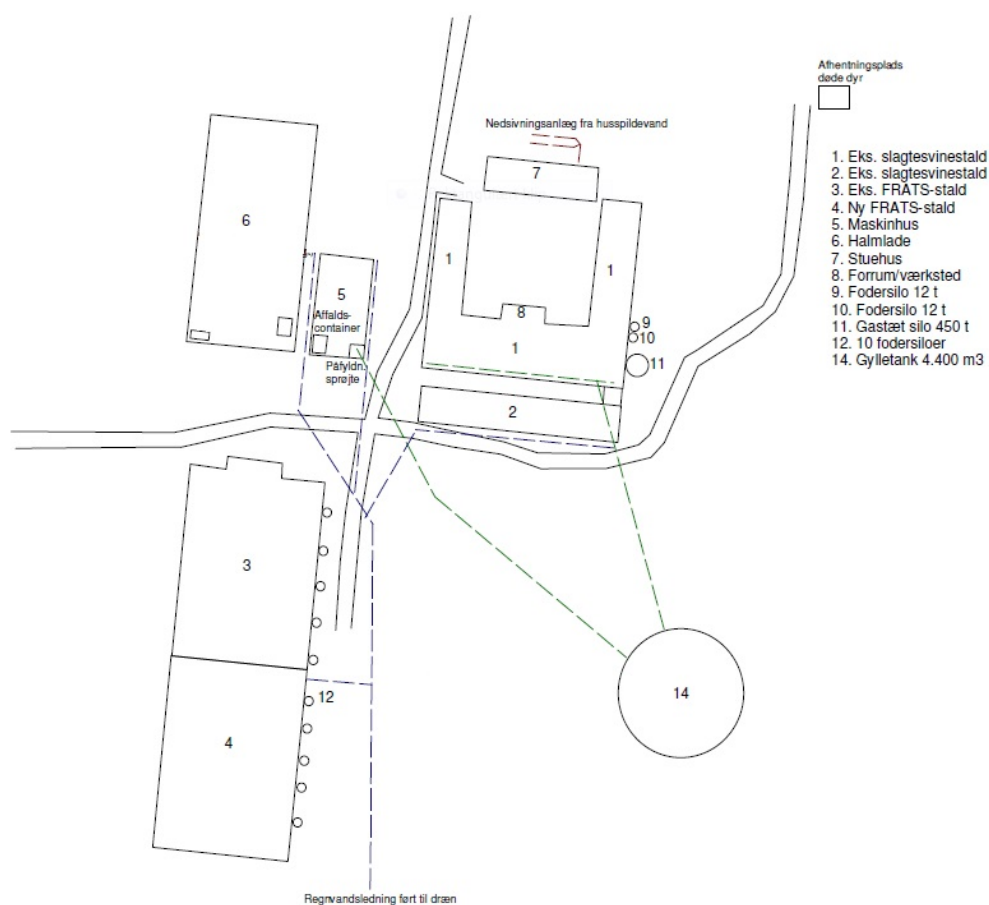 Afhentningsplads
døde dyr
Nedsivningsanlæg fra husspildevand
1. Eks. slagtesvinestald
2. Eks. slagtesvinestald
3. Eks. FRATS-stald
4. Ny FRATS-stald
5. Maskinhus
6. Halmlade
7. Stuehus
8. Forrum/værksted
9. Fodersilo 12 t
10. Fodersilo 12 t
11. Gastæt silo 450 t
12. 10 fodersiloer
14. Gylletank 4.400 m3
7
6
1
1
5
8
9
10
11
Affalds-
container
Påfyldn.
sprøjte
1
2
3
12
14
4
Regnvandsledning ført til dræn